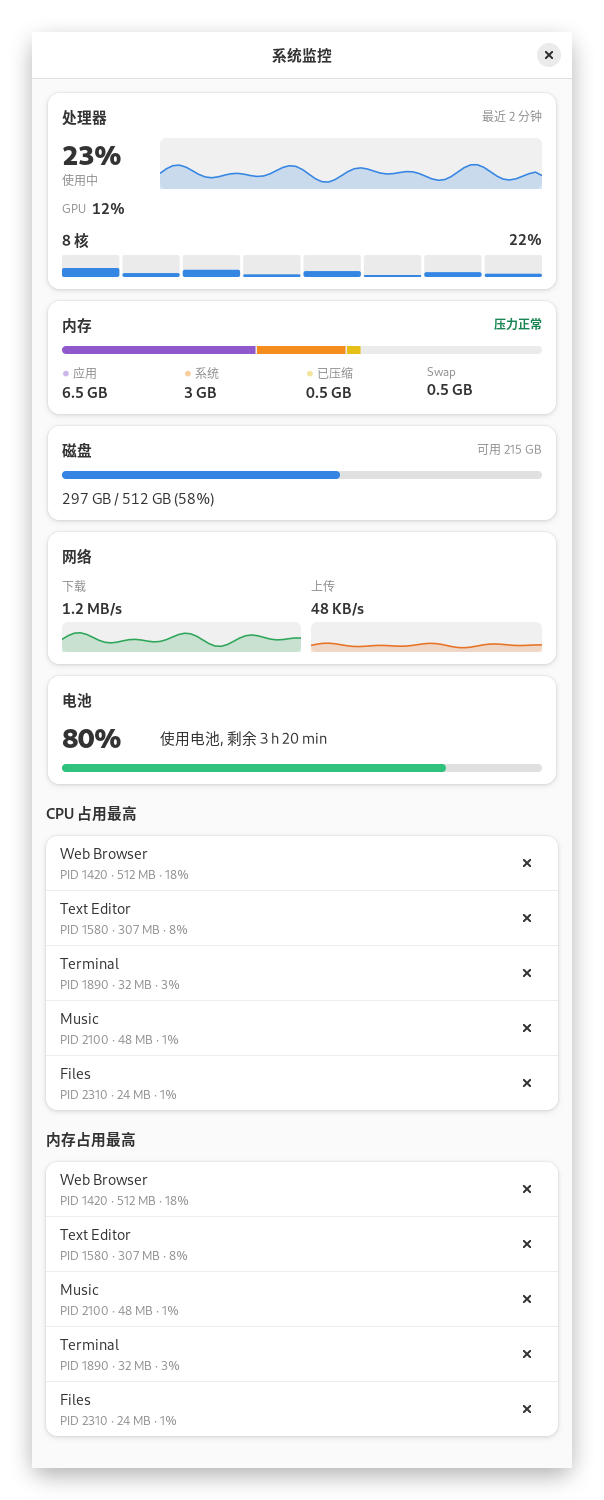 系统监控
处理器 最近 2 分钟
23%
使用中
GPU 12%
8 核 22%
内存 压力正常
应用 系统 已压缩 Swap
6.5 GB 3 GB 0.5 GB 0.5 GB
磁盘 可用 215 GB
297 GB / 512 GB (58%)
网络
下载 上传
1.2 MB/s 48 KB/s
电池
80% 使用电池, 剩余 3 h 20 min
CPU 占用最高
Web Browser
PID 1420 · 512 MB · 18%
Text Editor
PID 1580 · 307 MB · 8%
Terminal
PID 1890 · 32 MB · 3%
Music
PID 2100 · 48 MB · 1%
Files
PID 2310 · 24 MB · 1%
内存占用最高
Web Browser
PID 1420 · 512 MB · 18%
Text Editor
PID 1580 · 307 MB · 8%
Music
PID 2100 · 48 MB · 1%
Terminal
PID 1890 · 32 MB · 3%
Files
PID 2310 · 24 MB · 1%